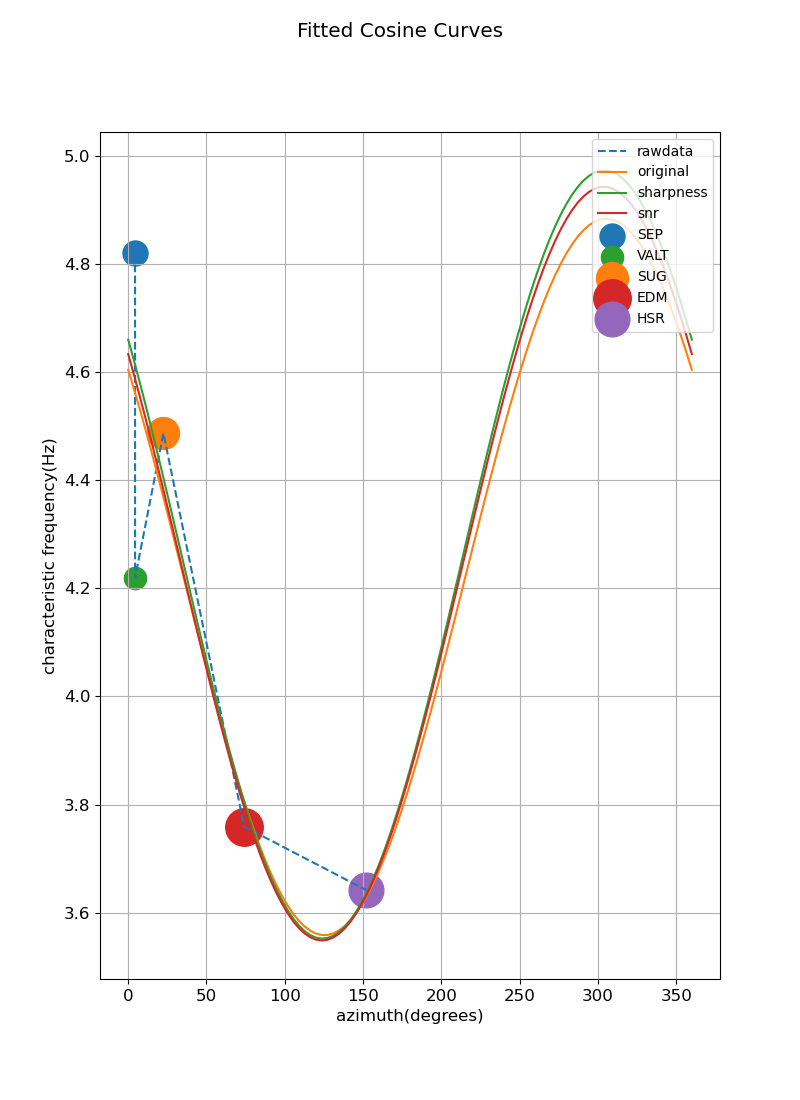 Fitted Cosine Curves
5.0
4.8
4.6
4.4
4.2
4.0
3.8
3.6
characteristic frequency(Hz)
rawdata
original
sharpness
snr
SEP
VALT
SUG
EDM
HSR
0 50 100 150 200 250 300 350
azimuth(degrees)